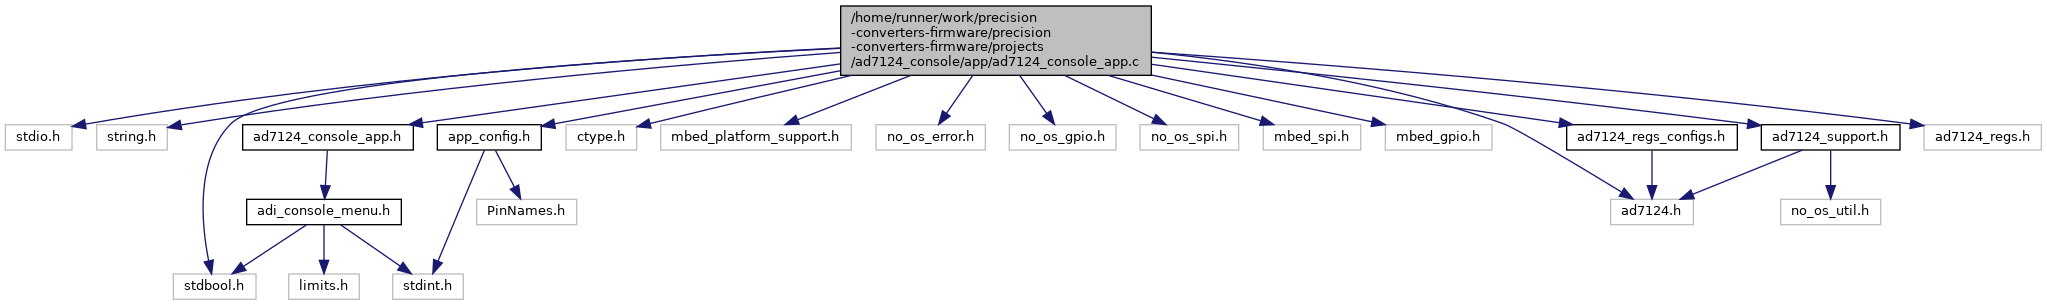 /home/runner/work/precision
-converters-firmware/precision
-converters-firmware/projects
/ad7124_console/app/ad7124_console_app.c
stdio.h
string.h
ad7124_console_app.h
app_config.h
ctype.h
mbed_platform_support.h
no_os_error.h
no_os_gpio.h
no_os_spi.h
mbed_spi.h
mbed_gpio.h
ad7124_regs_configs.h
ad7124_support.h
ad7124_regs.h
adi_console_menu.h
PinNames.h
ad7124.h
no_os_util.h
stdbool.h
limits.h
stdint.h